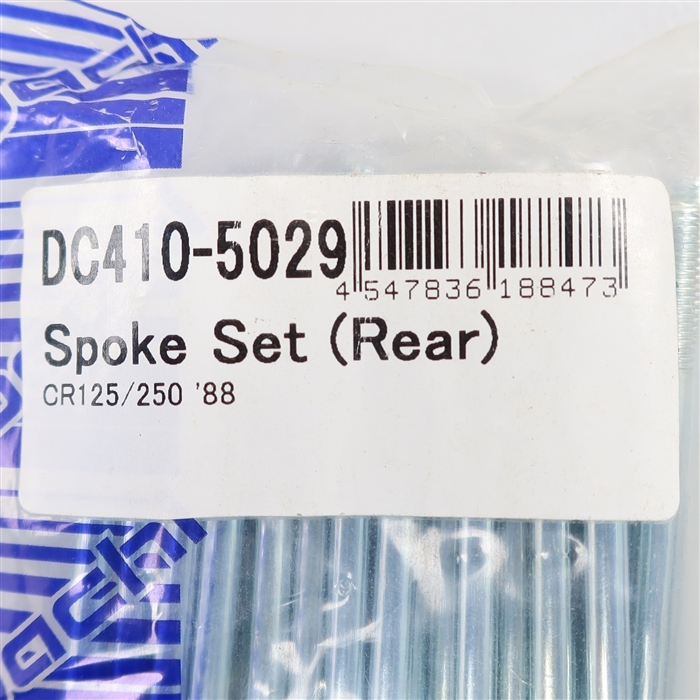 DC410-5029
4 547836 188473
Spoke Set (Rear)
CR125/250 '88